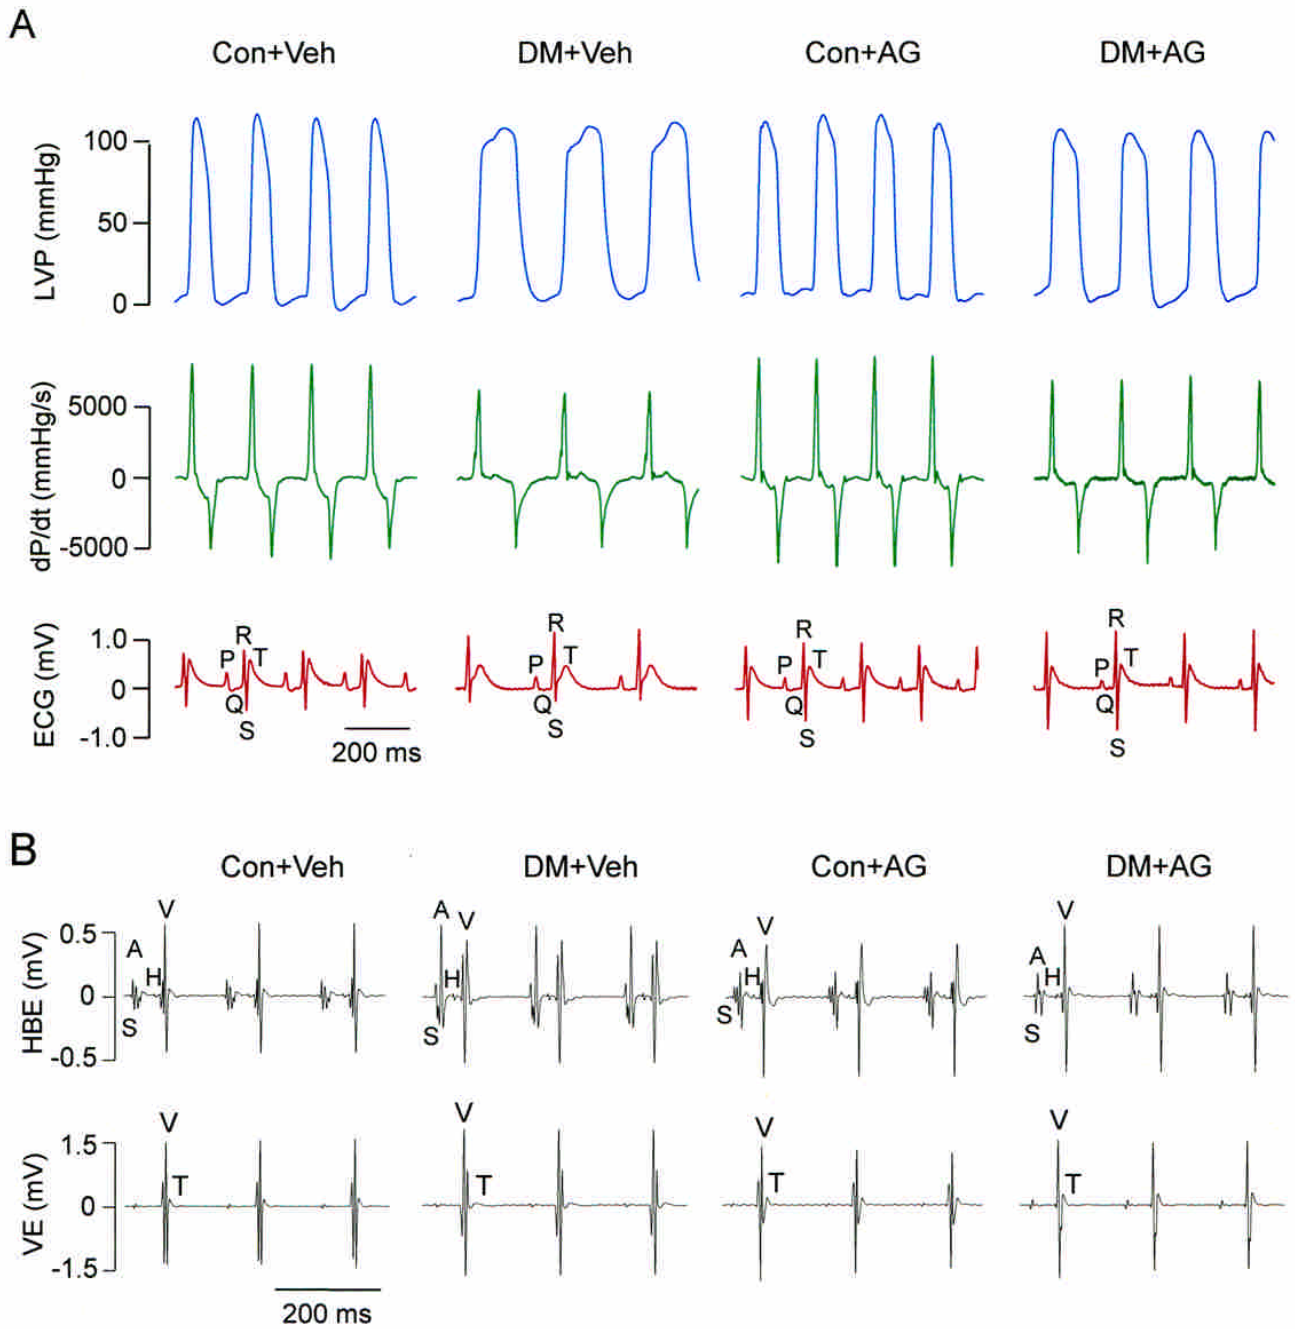 A
Con+Veh DM+Veh Con+AG DM+AG
LVP (mmHg)
100
50
0
dP/dt (mmHg/s)
5000
0
-5000
ECG (mV)
1.0
0
-1.0
P Q R S T
P Q R S T
P Q R S T
P Q R S T
200 ms
B
Con+Veh DM+Veh Con+AG DM+AG
HBE (mV)
0.5
0
-0.5
S A H V
S A H V
S A H V
S A H V
VE (mV)
1.5
0
-1.5
V T
V T
V T
V T
200 ms